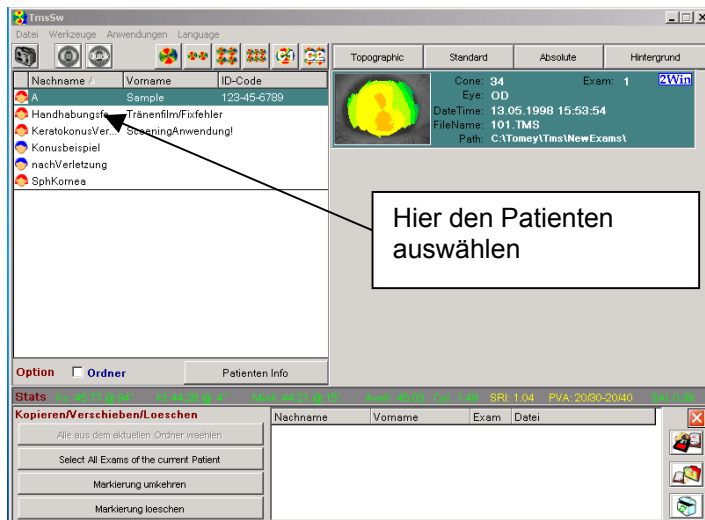 TmsSw
Datei Werkzeuge Anwendungen Language
Topographic Standard Absolute Hintergrund
Nachname Vorname ID-Code
A Sample 123-45-6789
Handhabungsfe... Tränenfilm/Fixfehler
KeratokonusVer... ScreeningAnwendung!
Konusbeispiel
nachVerletzung
SphKornea
Cone: 34 Exam: 1 2Win
Eye: OD
DateTime: 13.05.1998 15:53:54
FileName: 101.TMS
Path: C:\Tomey\Tms\NewExams\
Hier den Patienten
auswählen
Option Ordner Patienten Info
Stats SRI: 1.04 PVA: 20/30-20/40
Kopieren/Verschieben/Loeschen
Alle aus dem aktuellen Ordner waehlen
Select All Exams of the current Patient
Markierung umkehren
Markierung loeschen
Nachname Vorname Exam Datei